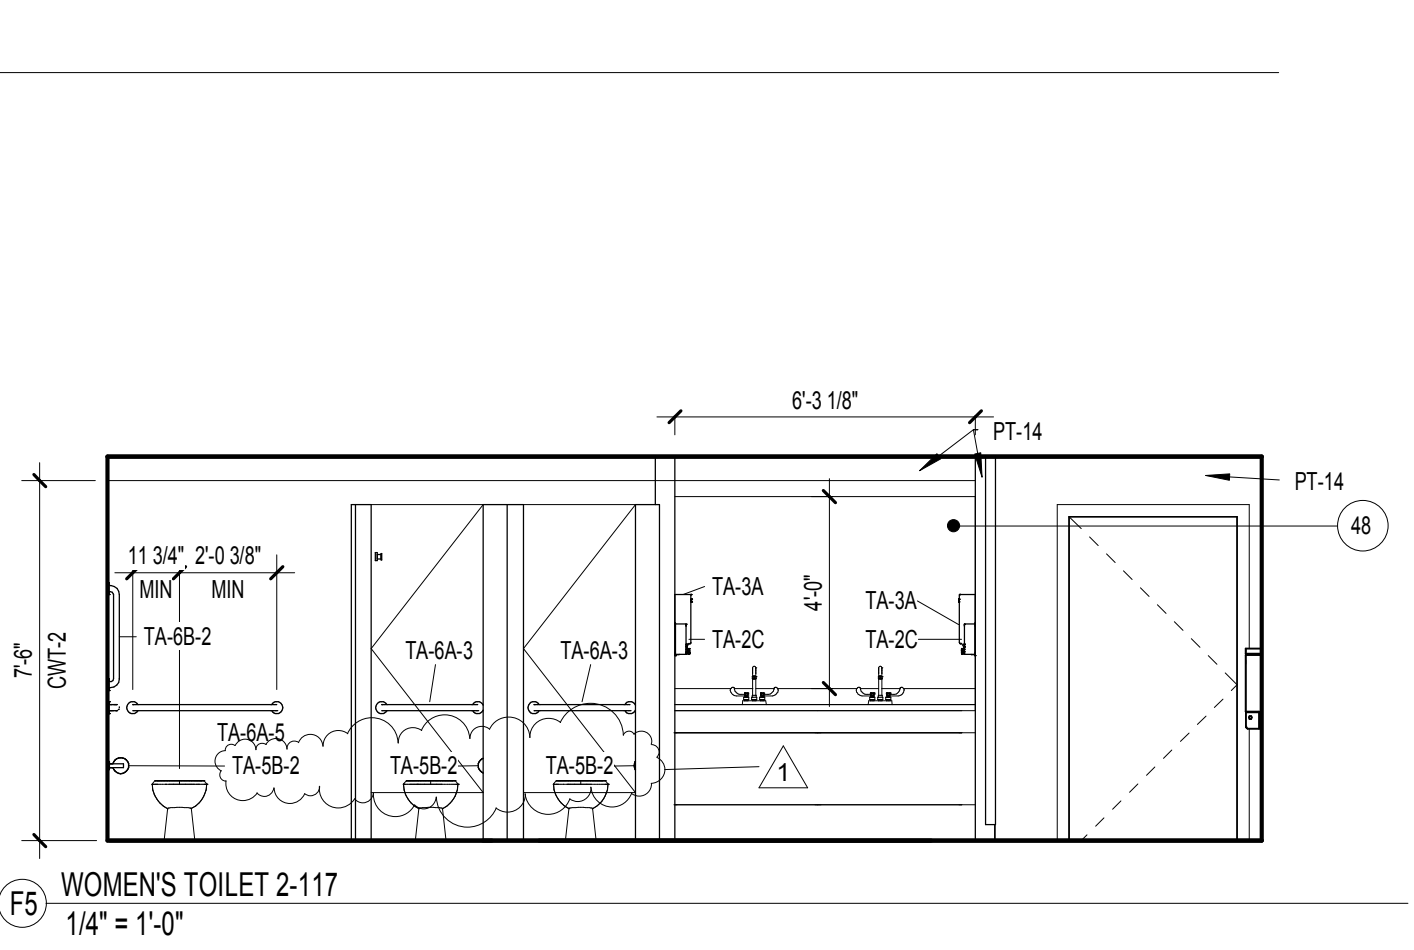 6'-3 1/8"
PT-14
PT-14
48
11 3/4" 2'-0 3/8"
MIN MIN
TA-3A
4'-0"
TA-3A
TA-6B-2
TA-2C
TA-2C
7'-6"
CWT-2
TA-6A-3
TA-6A-3
TA-6A-5
TA-5B-2
TA-5B-2
TA-5B-2
1
F5
WOMEN'S TOILET 2-117
1/4" = 1'-0"